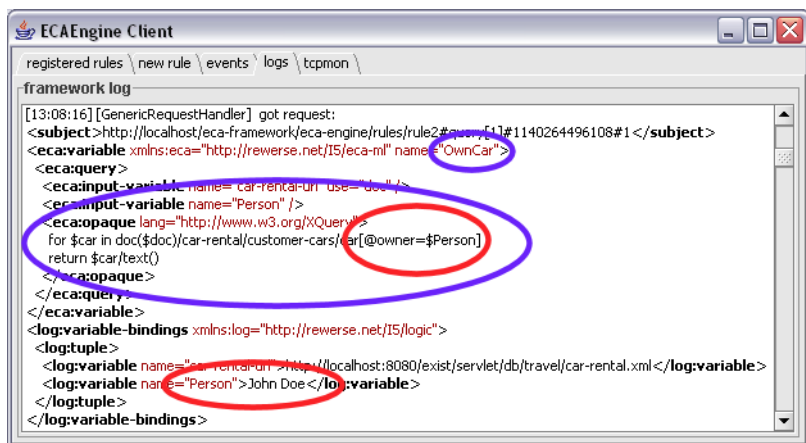 ECAEngine Client
registered rules \ new rule \ events \ logs \ tcpmon \
framework log
[13:08:16] [GenericRequestHandler]  got request:
<subject>http://localhost/eca-framework/eca-engine/rules/rule2#query[1]#1140264496108#1</subject>
<eca:variable xmlns:eca="http://rewerse.net/I5/eca-ml" name="OwnCar">
<eca:query>
<eca:input-variable name="car-rental-uri" use="doc" />
<eca:input-variable name="Person" />
<eca:opaque lang="http://www.w3.org/XQuery">
for $car in doc($doc)/car-rental/customer-cars/car[@owner=$Person]
return $car/text()
</eca:opaque>
</eca:query>
</eca:variable>
<log:variable-bindings xmlns:log="http://rewerse.net/I5/logic">
<log:tuple>
<log:variable name="car-rental-uri">http://localhost:8080/exist/servlet/db/travel/car-rental.xml</log:variable>
<log:variable name="Person">John Doe</log:variable>
</log:tuple>
</log:variable-bindings>